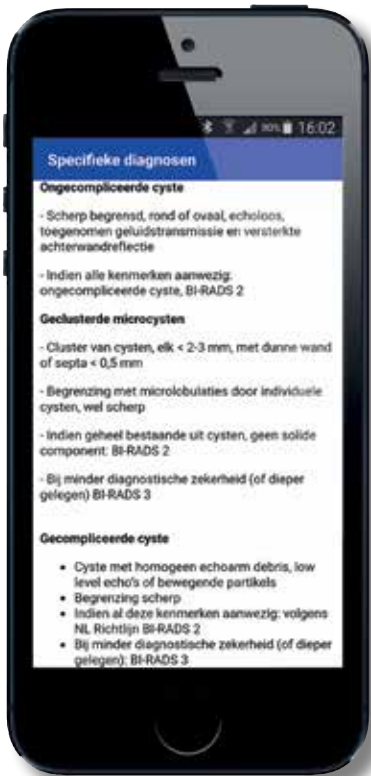 90% 16:02
Specifieke diagnosen
Ongecompliceerde cyste
- Scherp begrensd, rond of ovaal, echoloos,
toegenomen geluidstransmissie en versterkte
achterwandreflectie
- Indien alle kenmerken aanwezig:
ongecompliceerde cyste, BI-RADS 2
Geclusterde microcysten
- Cluster van cysten, elk < 2-3 mm, met dunne wand
of septa < 0,5 mm
- Begrenzing met microlobulaties door individuele
cysten, wel scherp
- Indien geheel bestaande uit cysten, geen solide
component: BI-RADS 2
- Bij minder diagnostische zekerheid (of dieper
gelegen) BI-RADS 3
Gecompliceerde cyste
• Cyste met homogeen echoarm debris, low
level echo's of bewegende partikels
• Begrenzing scherp
• Indien al deze kenmerken aanwezig: volgens
NL Richtlijn BI-RADS 2
• Bij minder diagnostische zekerheid (of dieper
gelegen): BI-RADS 3